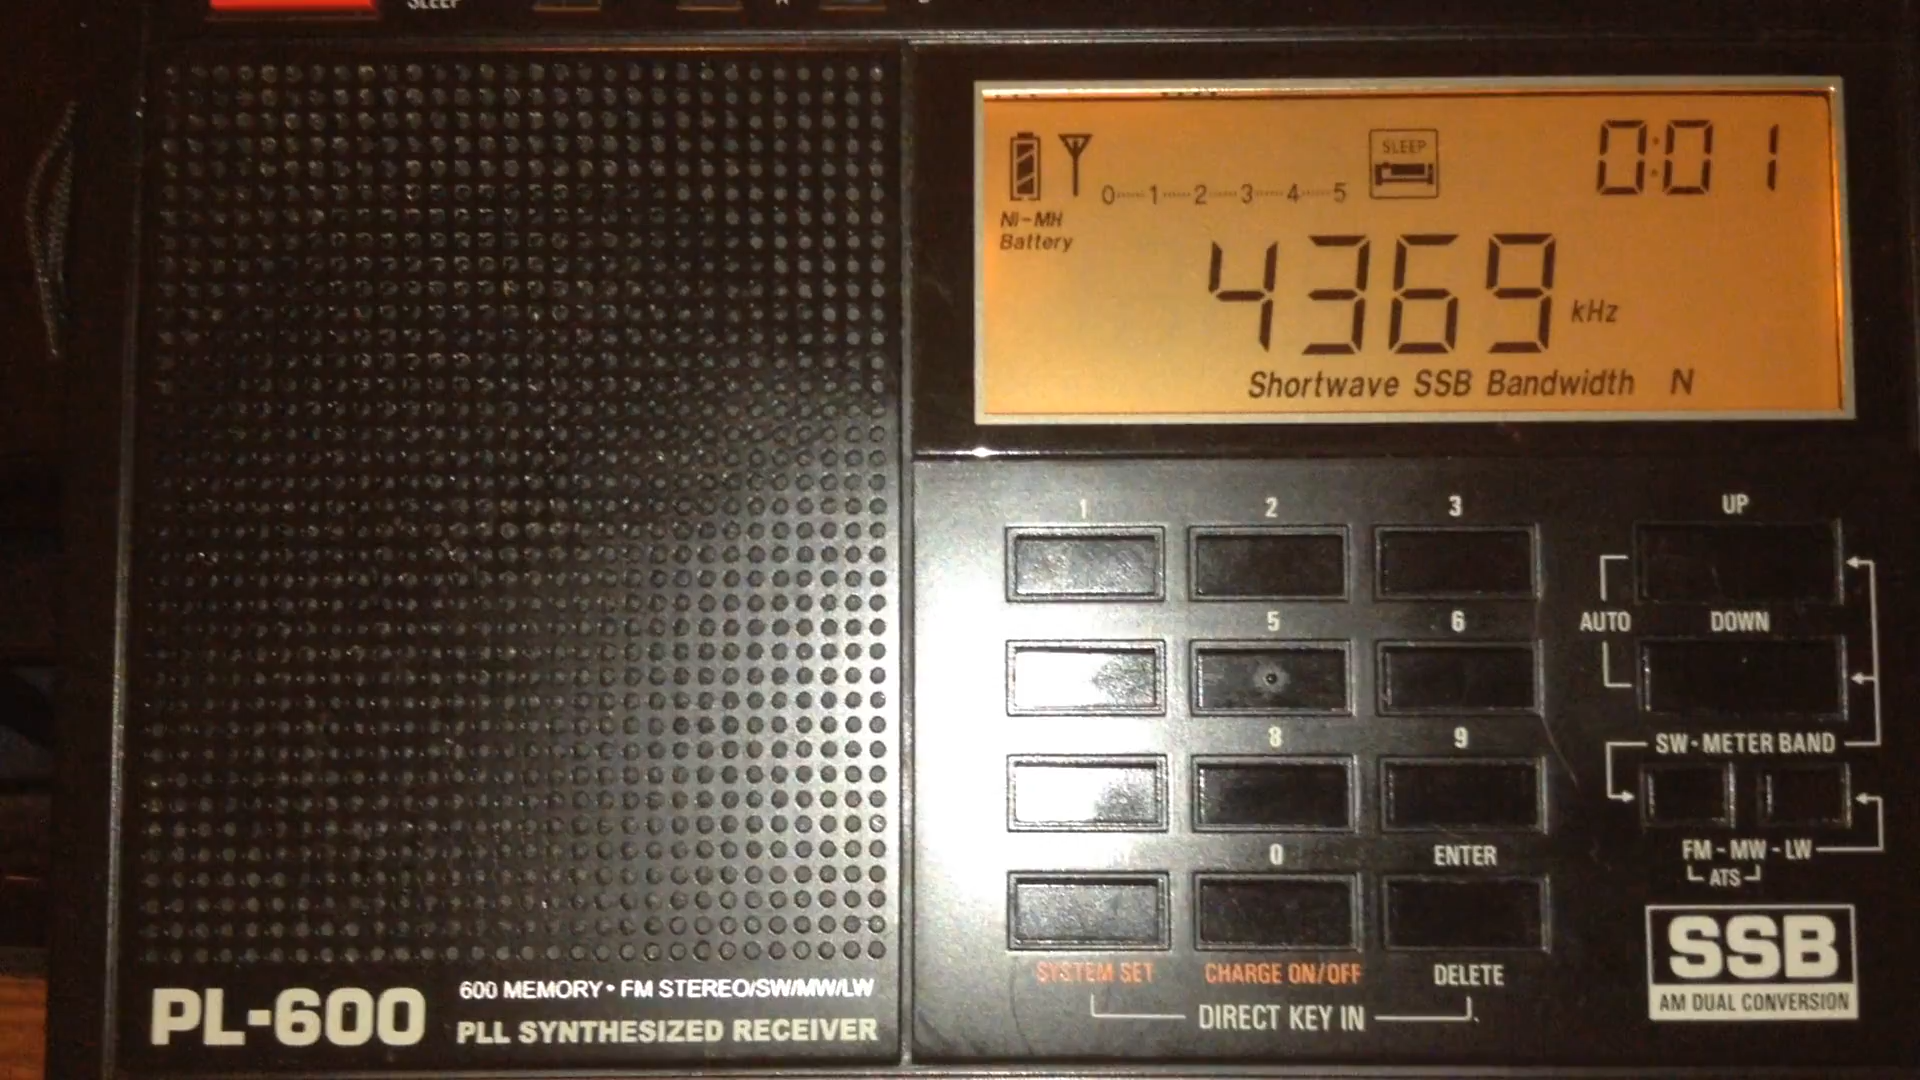 SLEEP
SLEEP
0:01
0 1 2 3 4 5
Ni-MH
Battery
4369 kHz
Shortwave SSB Bandwidth N
1 2 3 UP
5 6 AUTO DOWN
8 9 SW-METER BAND
0 ENTER FM - MW - LW
ATS
SYSTEM SET CHARGE ON/OFF DELETE
DIRECT KEY IN
SSB
AM DUAL CONVERSION
PL-600
600 MEMORY • FM STEREO/SW/MW/LW
PLL SYNTHESIZED RECEIVER